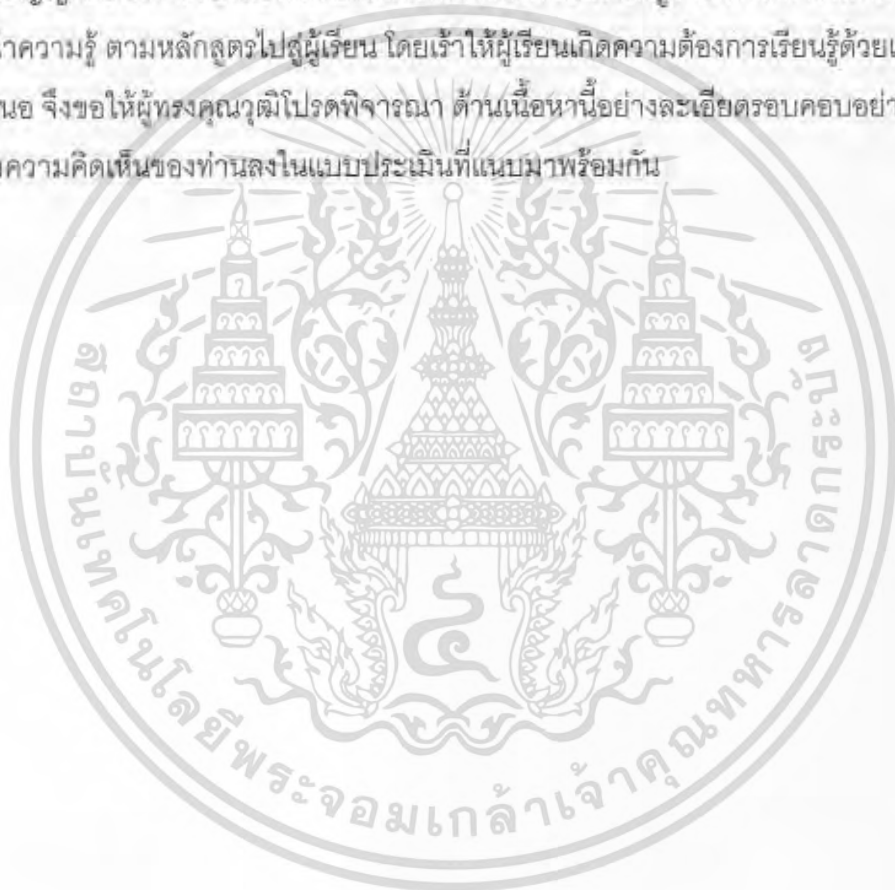 าความรู้ ตามหลักสูตรไปสู่ผู้เรียน โดยเร้าให้ผู้เรียนเกิดความต้องการเรียนรู้ด้วย
นอ จึงขอให้ผู้ทรงคุณวุฒิโปรดพิจารณา ด้านเนื้อหานี้อย่างละเอียดรอบคอบอย่า
ความคิดเห็นของท่านลงในแบบประเมินที่แนบมาพร้อมกัน
๔
สถาบันเทคโนโลยีพระจอมเกล้าเจ้าคุณทหารลาดกระบัง